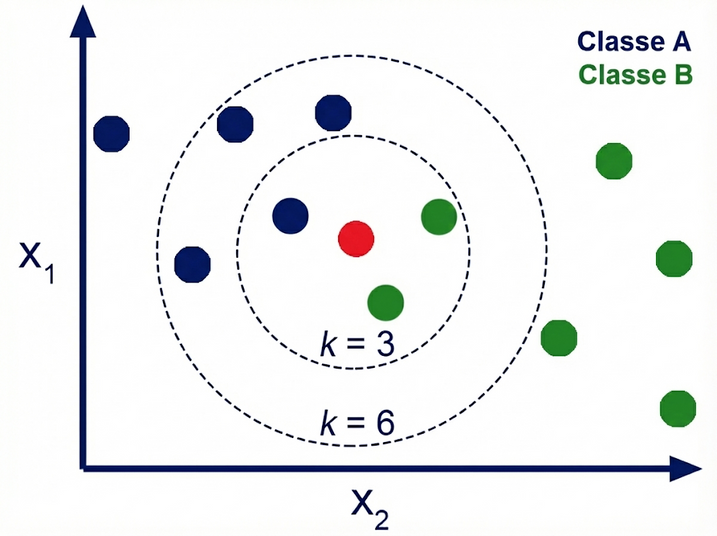 Classe A
Classe B
x₁
k = 3
k = 6
x₂